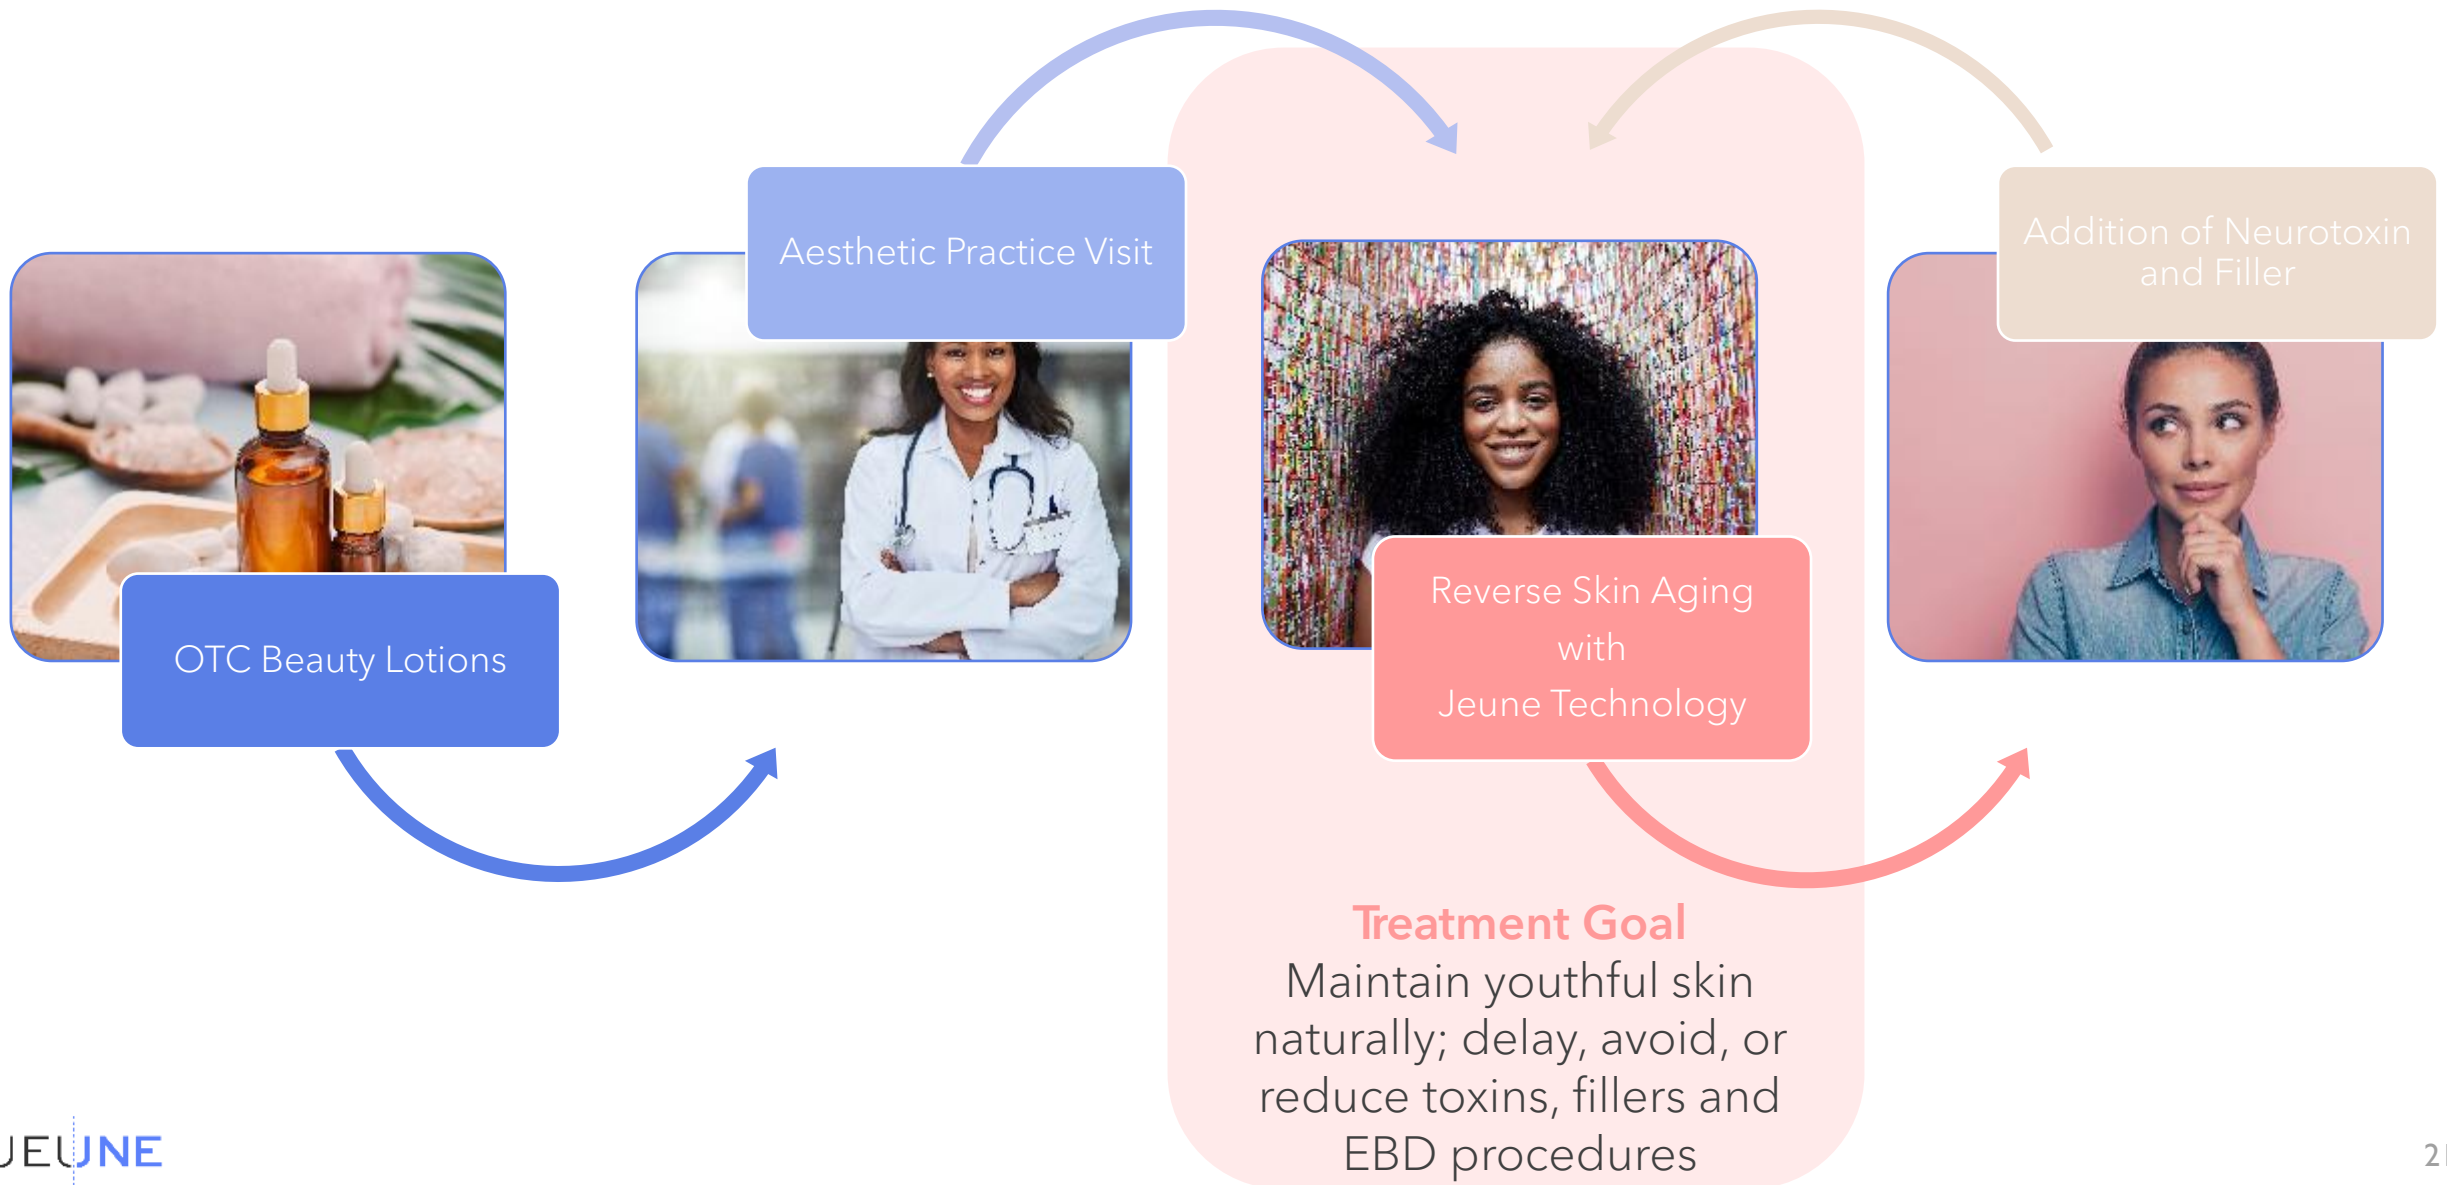 Aesthetic Practice Visit
Addition of Neurotoxin
and Filler
OTC Beauty Lotions
Reverse Skin Aging
with
Jeune Technology
Treatment Goal
Maintain youthful skin
naturally; delay, avoid, or
reduce toxins, fillers and
EBD procedures
JEUNE
21